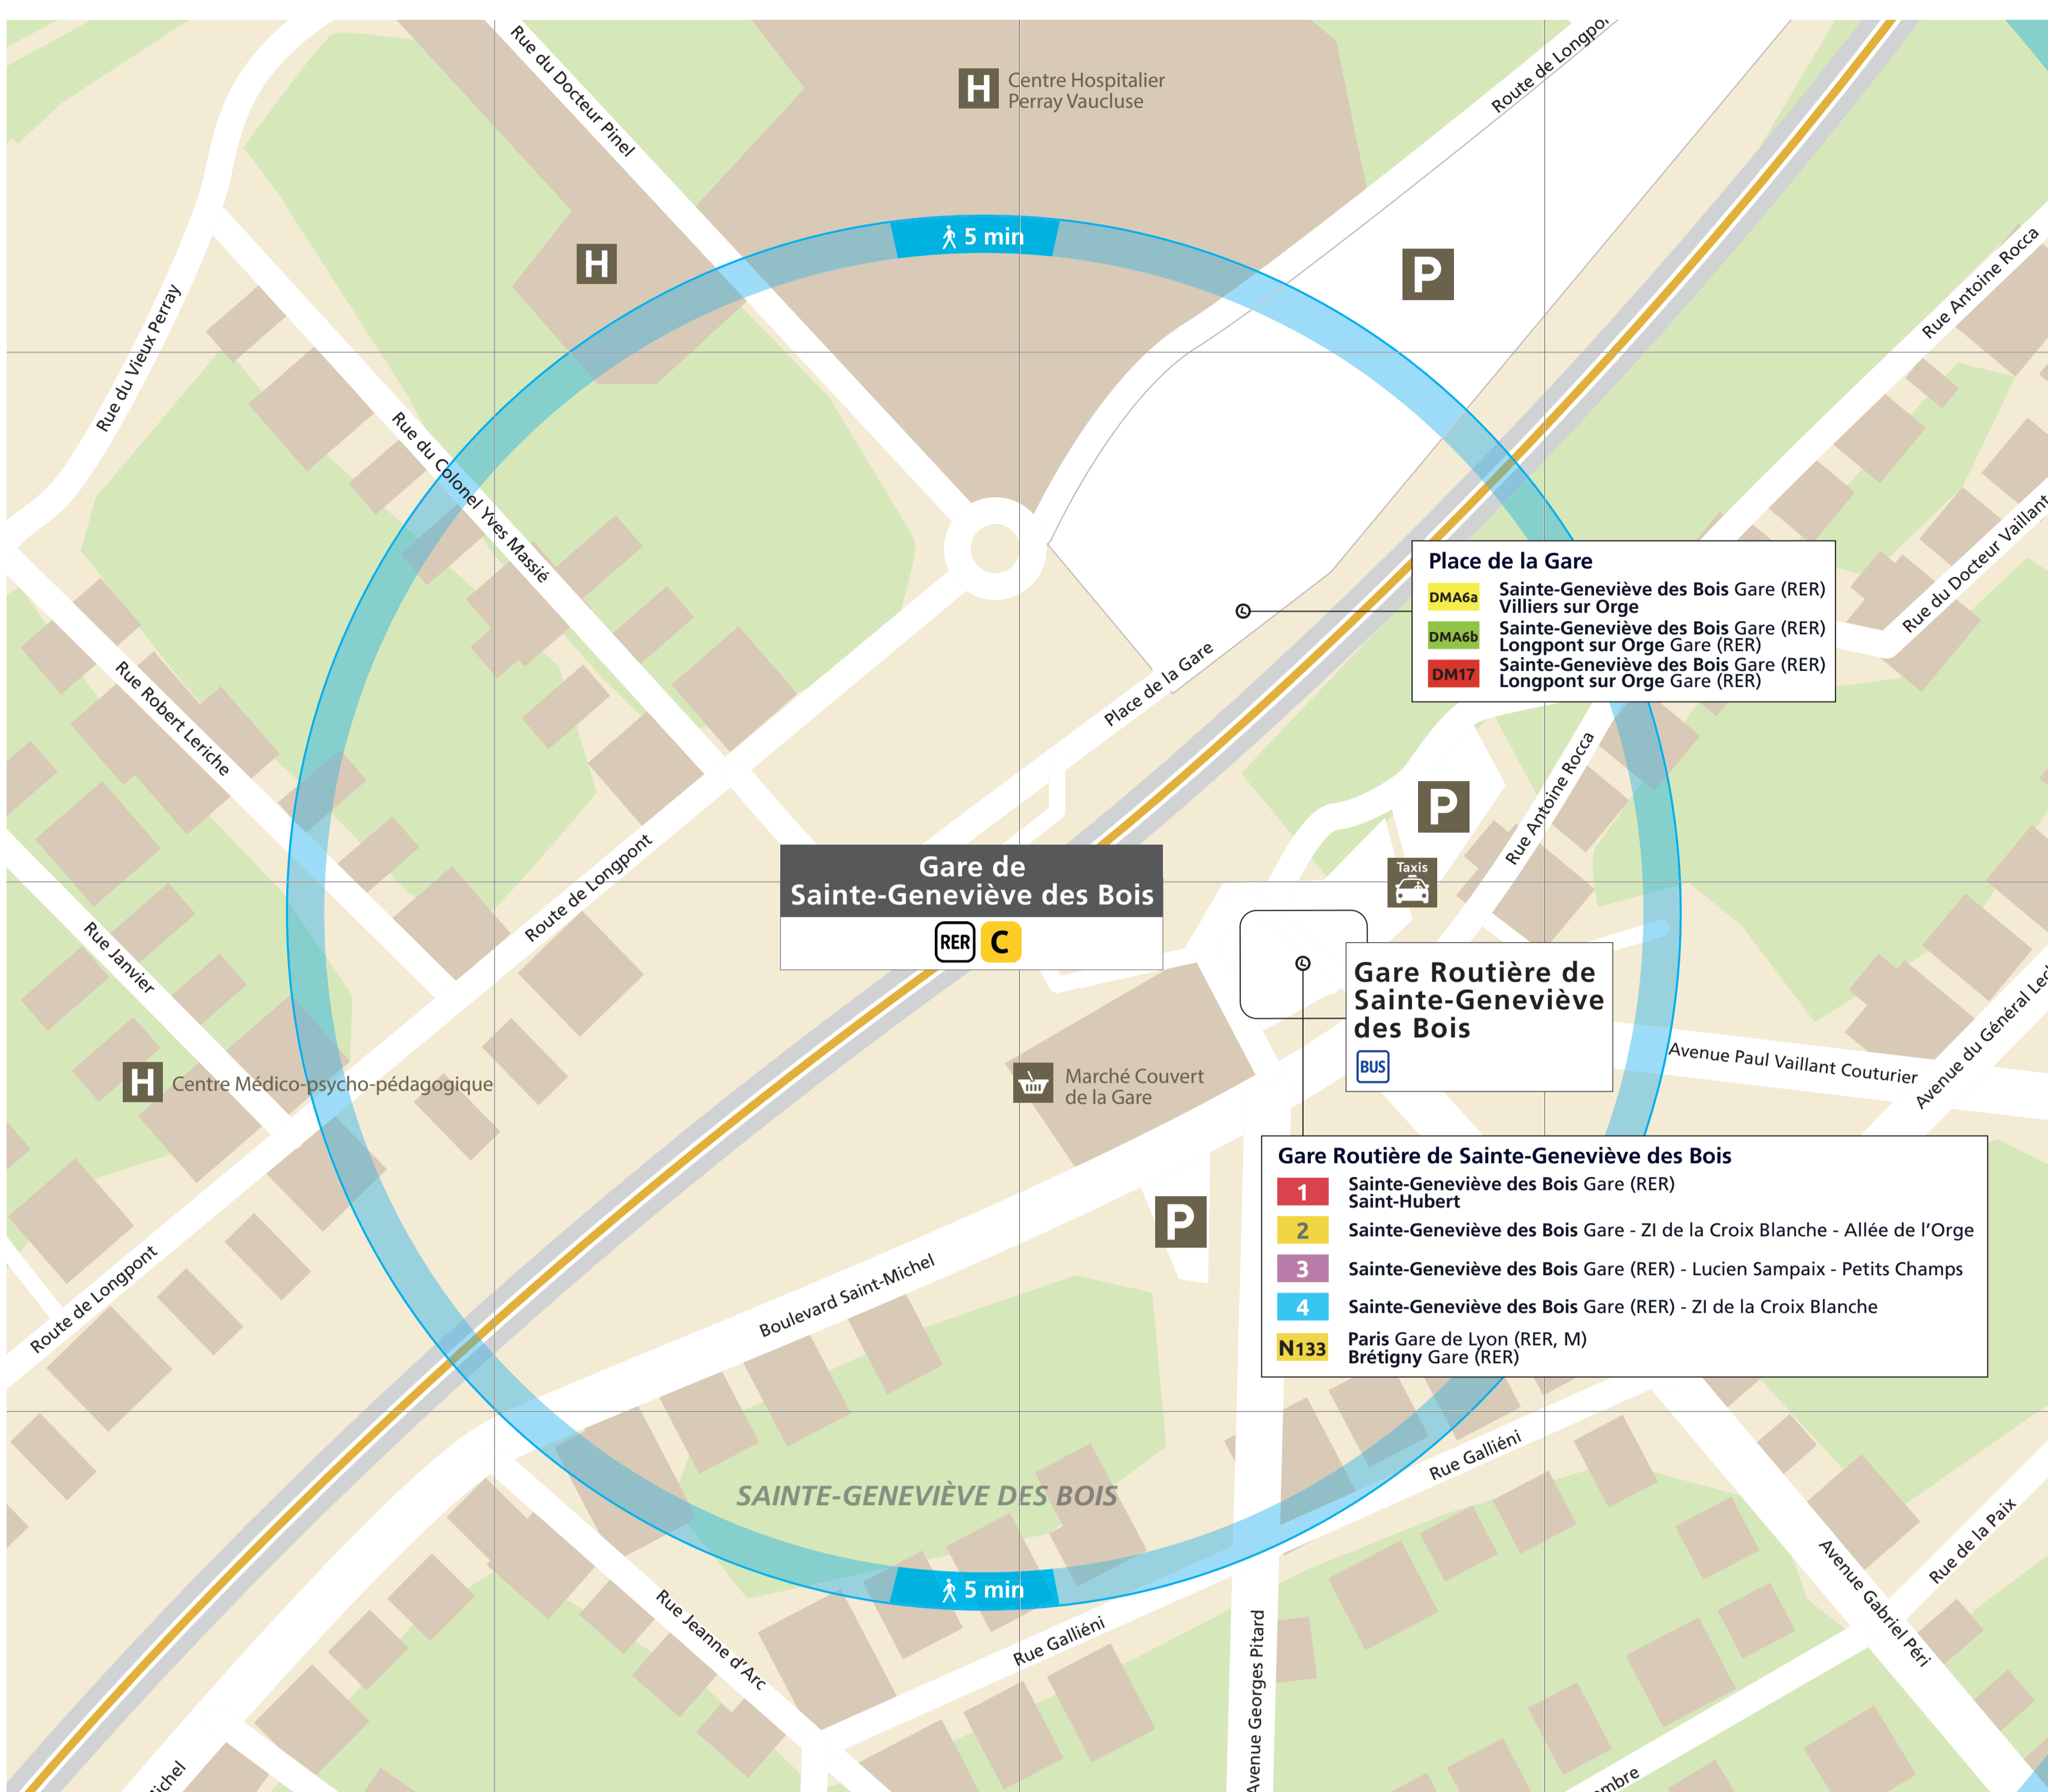 Rue du Docteur Pinel
H
Centre Hospitalier
Perray Vaucluse
Route de Longpon
5 min
H
P
Rue Antoine Rocca
Rue du Vieux Perray
Rue du Colonel Yves Massié
Rue du Docteur Vaillant
Place de la Gare
DMA6a
Sainte-Geneviève des Bois Gare (RER)
Villiers sur Orge
DMA6b
Sainte-Geneviève des Bois Gare (RER)
Longpont sur Orge Gare (RER)
DM17
Sainte-Geneviève des Bois Gare (RER)
Longpont sur Orge Gare (RER)
Place de la Gare
Rue Robert Leriche
P
Rue Antoine Rocca
Taxis
Gare de
Sainte-Geneviève des Bois
RER C
Route de Longpont
Rue Janvier
Gare Routière de
Sainte-Geneviève
des Bois
BUS
Avenue du Général Lec
Avenue Paul Vaillant Couturier
H
Centre Médico-psycho-pédagogique
Marché Couvert
de la Gare
P
Gare Routière de Sainte-Geneviève des Bois
1
Sainte-Geneviève des Bois Gare (RER)
Saint-Hubert
2
Sainte-Geneviève des Bois Gare - ZI de la Croix Blanche - Allée de l’Orge
3
Sainte-Geneviève des Bois Gare (RER) - Lucien Sampaix - Petits Champs
4
Sainte-Geneviève des Bois Gare (RER) - ZI de la Croix Blanche
N133
Paris Gare de Lyon (RER, M)
Brétigny Gare (RER)
Route de Longpont
Boulevard Saint-Michel
Rue Galliéni
SAINTE-GENEVIÈVE DES BOIS
5 min
Rue de la Paix
Avenue Gabriel Péri
Rue Jeanne d’Arc
Rue Galliéni
Avenue Georges Pitard
ichel
mbre